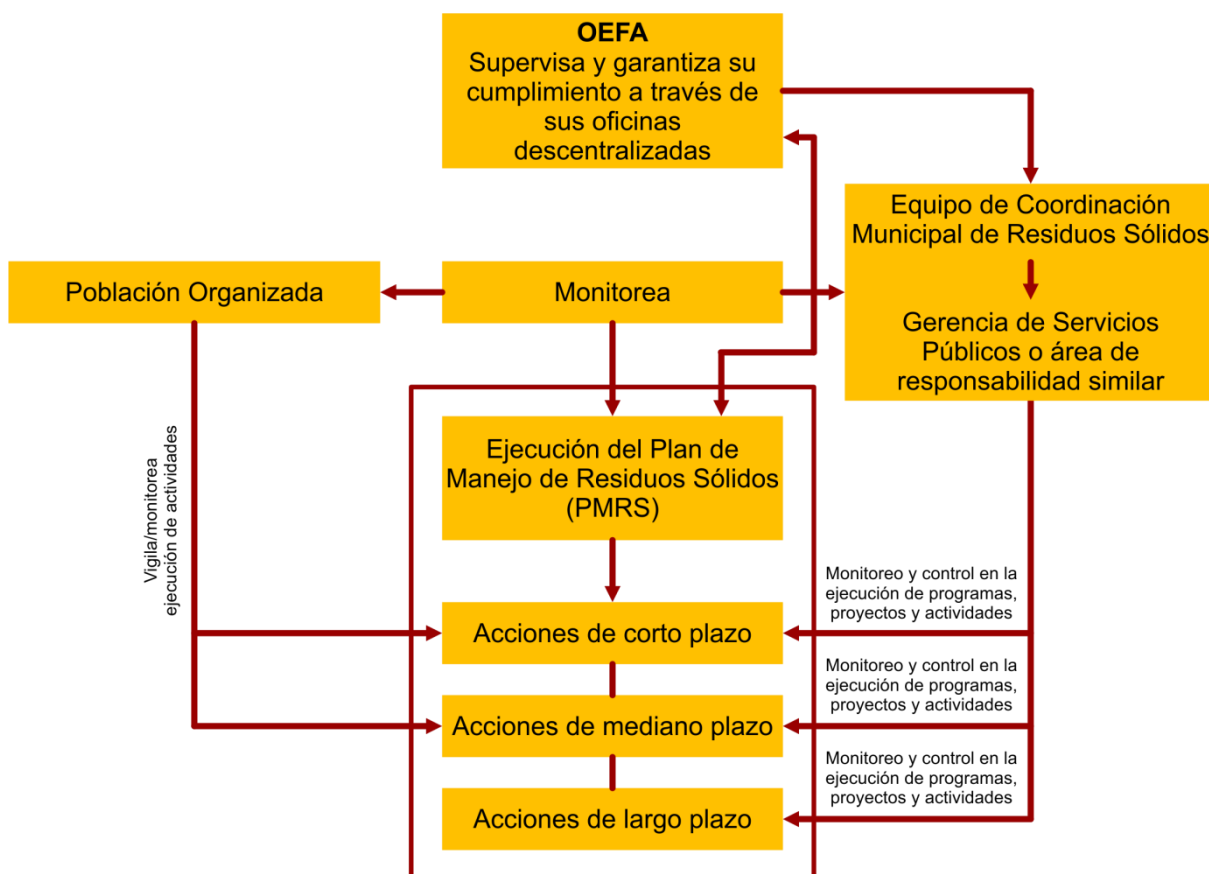 OEFA
Supervisa y garantiza su
cumplimiento a través de
sus oficinas
descentralizadas
Equipo de Coordinación
Municipal de Residuos Sólidos
Gerencia de Servicios
Públicos o área de
responsabilidad similar
Población Organizada
Monitorea
Vigila/monitorea
ejecución de actividades
Ejecución del Plan de
Manejo de Residuos Sólidos
(PMRS)
Acciones de corto plazo
Monitoreo y control en la
ejecución de programas,
proyectos y actividades
Acciones de mediano plazo
Monitoreo y control en la
ejecución de programas,
proyectos y actividades
Acciones de largo plazo
Monitoreo y control en la
ejecución de programas,
proyectos y actividades